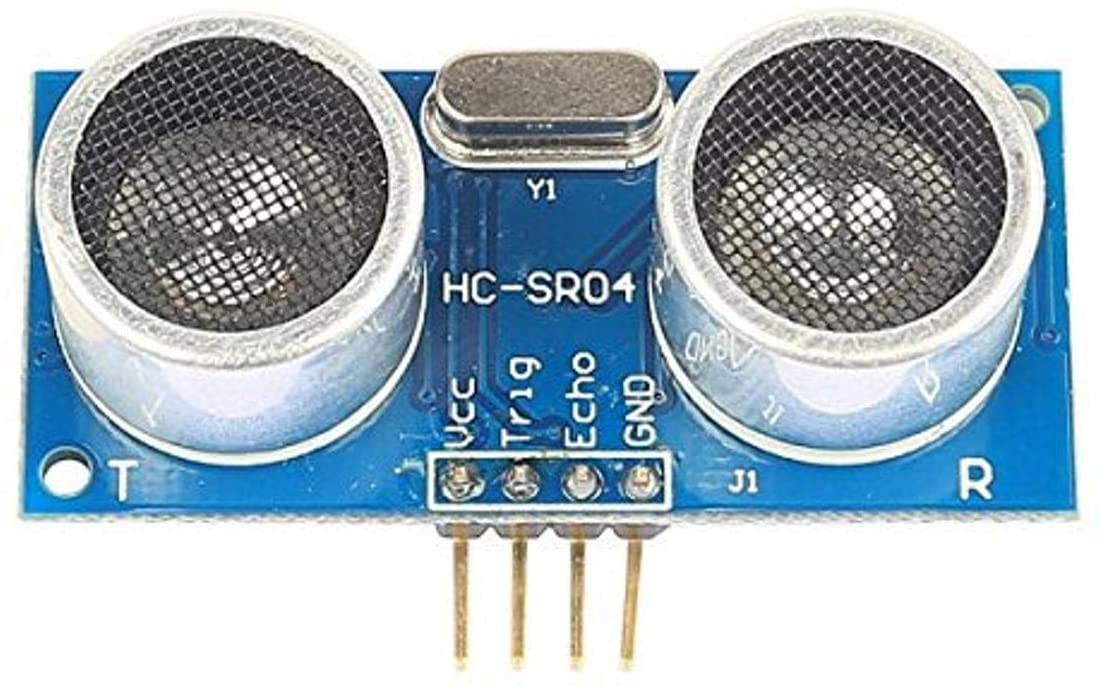 Y1
HC-SR04
Vcc
Trig
Echo
GND
T
J1
R